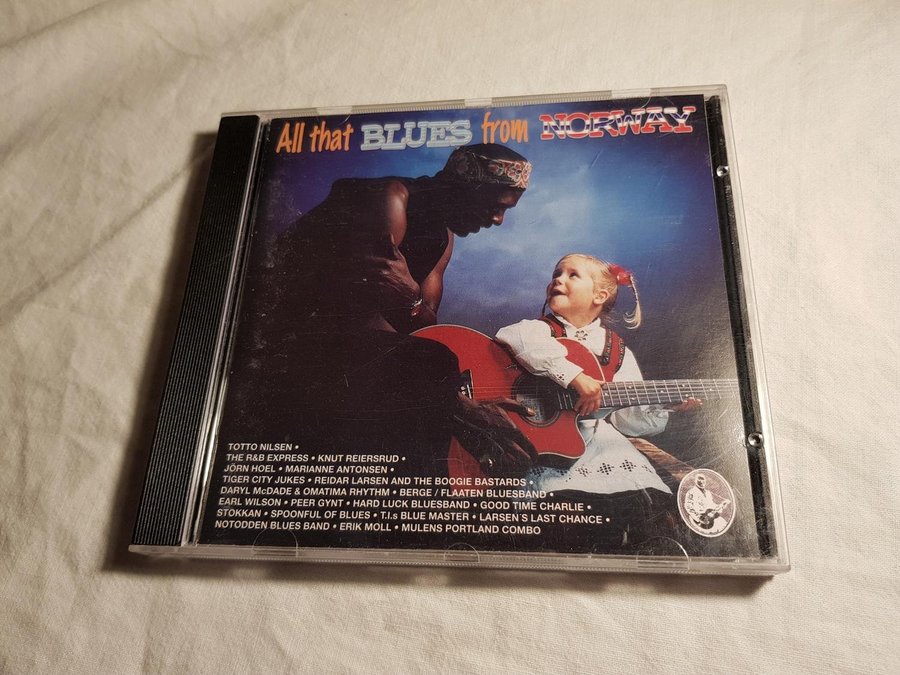 All that BLUES from NORWAY
TOTTO NILSEN •
THE R&B EXPRESS • KNUT REIERSRUD •
JÖRN HOEL • MARIANNE ANTONSEN •
TIGER CITY JUKES • REIDAR LARSEN AND THE BOOGIE BASTARDS •
DARYL McDADE & OMATIMA RHYTHM • BERGE / FLAATEN BLUESBAND •
EARL WILSON • PEER GYNT • HARD LUCK BLUESBAND • GOOD TIME CHARLIE •
STOKKAN • SPOONFUL OF BLUES • T.I.s BLUE MASTER • LARSEN´S LAST CHANCE •
NOTODDEN BLUES BAND • ERIK MOLL • MULENS PORTLAND COMBO